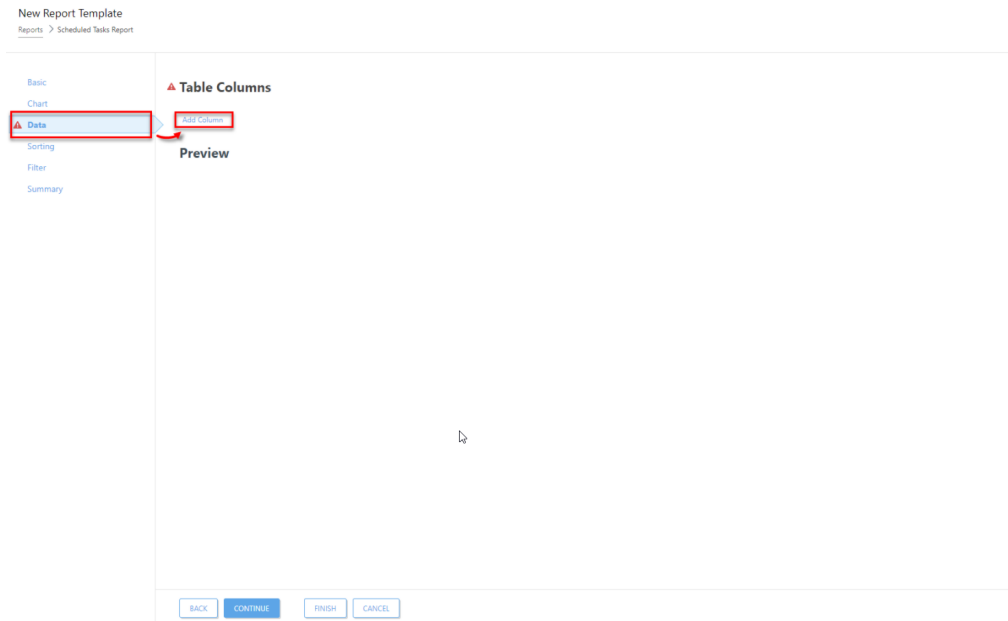 New Report Template
Reports > Scheduled Tasks Report
Basic
Chart
Data
Sorting
Filter
Summary
Table Columns
Add Column
Preview
BACK CONTINUE FINISH CANCEL